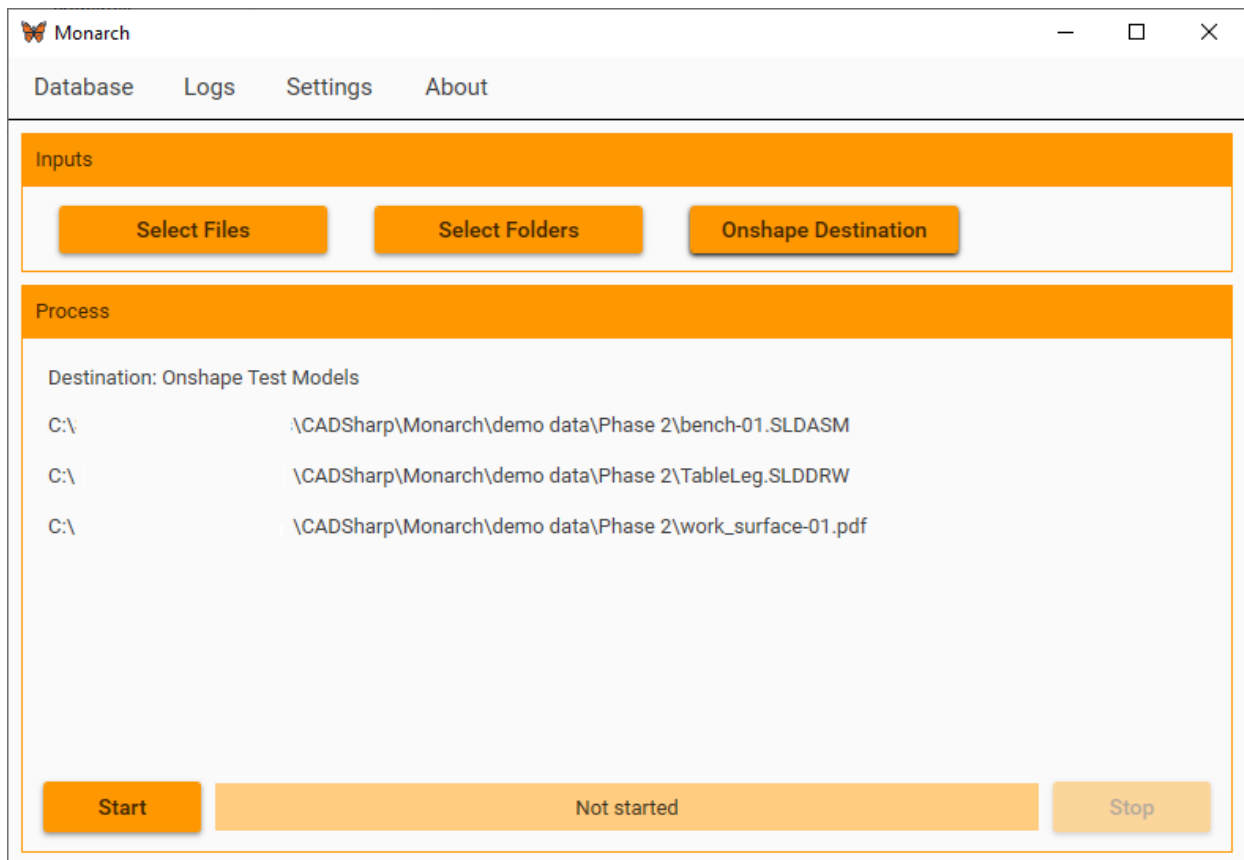 Monarch
Database Logs Settings About
Inputs
Select Files Select Folders Onshape Destination
Process
Destination: Onshape Test Models
C:\ \CADSharp\Monarch\demo data\Phase 2\bench-01.SLDASM
C:\ \CADSharp\Monarch\demo data\Phase 2\TableLeg.SLDDRW
C:\ \CADSharp\Monarch\demo data\Phase 2\work_surface-01.pdf
Start Not started Stop